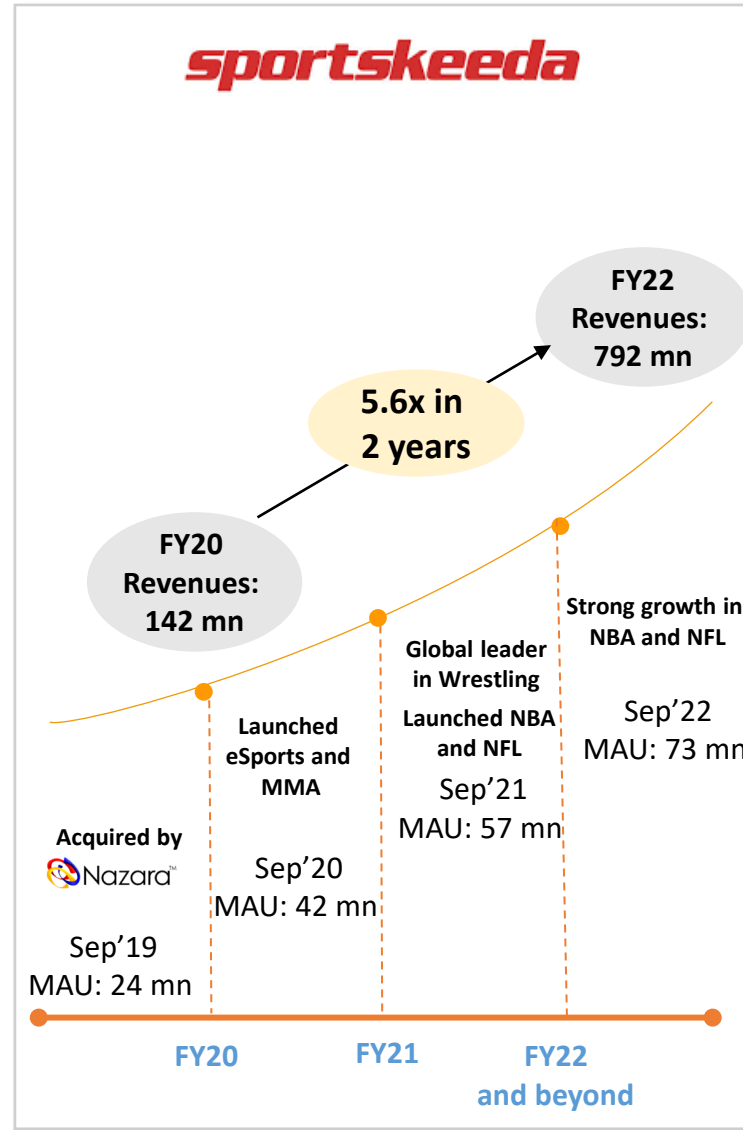 sportskeeda
FY22
Revenues:
792 mn
5.6x in
2 years
FY20
Revenues:
142 mn
Strong growth in
NBA and NFL
Sep’22
MAU: 73 mn
Global leader
in Wrestling
Launched NBA
and NFL
Sep’21
MAU: 57 mn
Launched
eSports and
MMA
Sep’20
MAU: 42 mn
Acquired by
Nazara™
Sep’19
MAU: 24 mn
FY20
FY21
FY22
and beyond